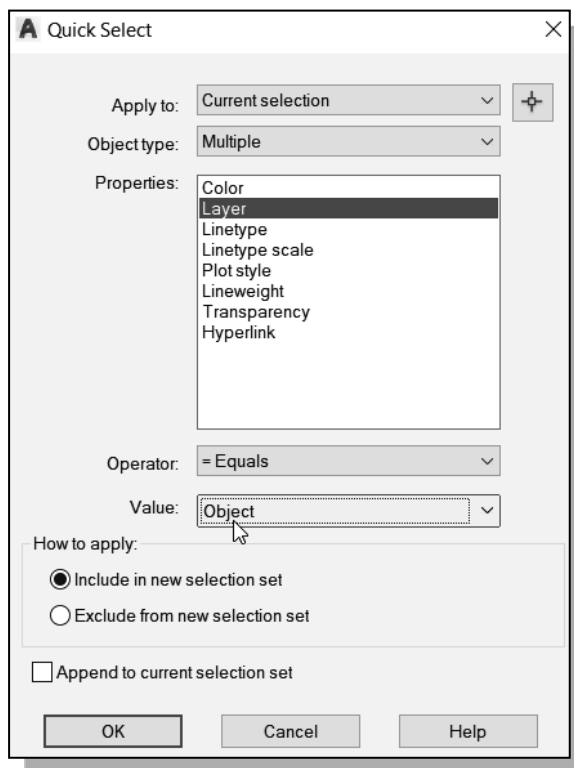 A Quick Select
Apply to: Current selection
Object type: Multiple
Properties:
Color
Layer
Linetype
Linetype scale
Plot style
Lineweight
Transparency
Hyperlink
Operator: = Equals
Value: Object
How to apply:
Include in new selection set
Exclude from new selection set
Append to current selection set
OK Cancel Help